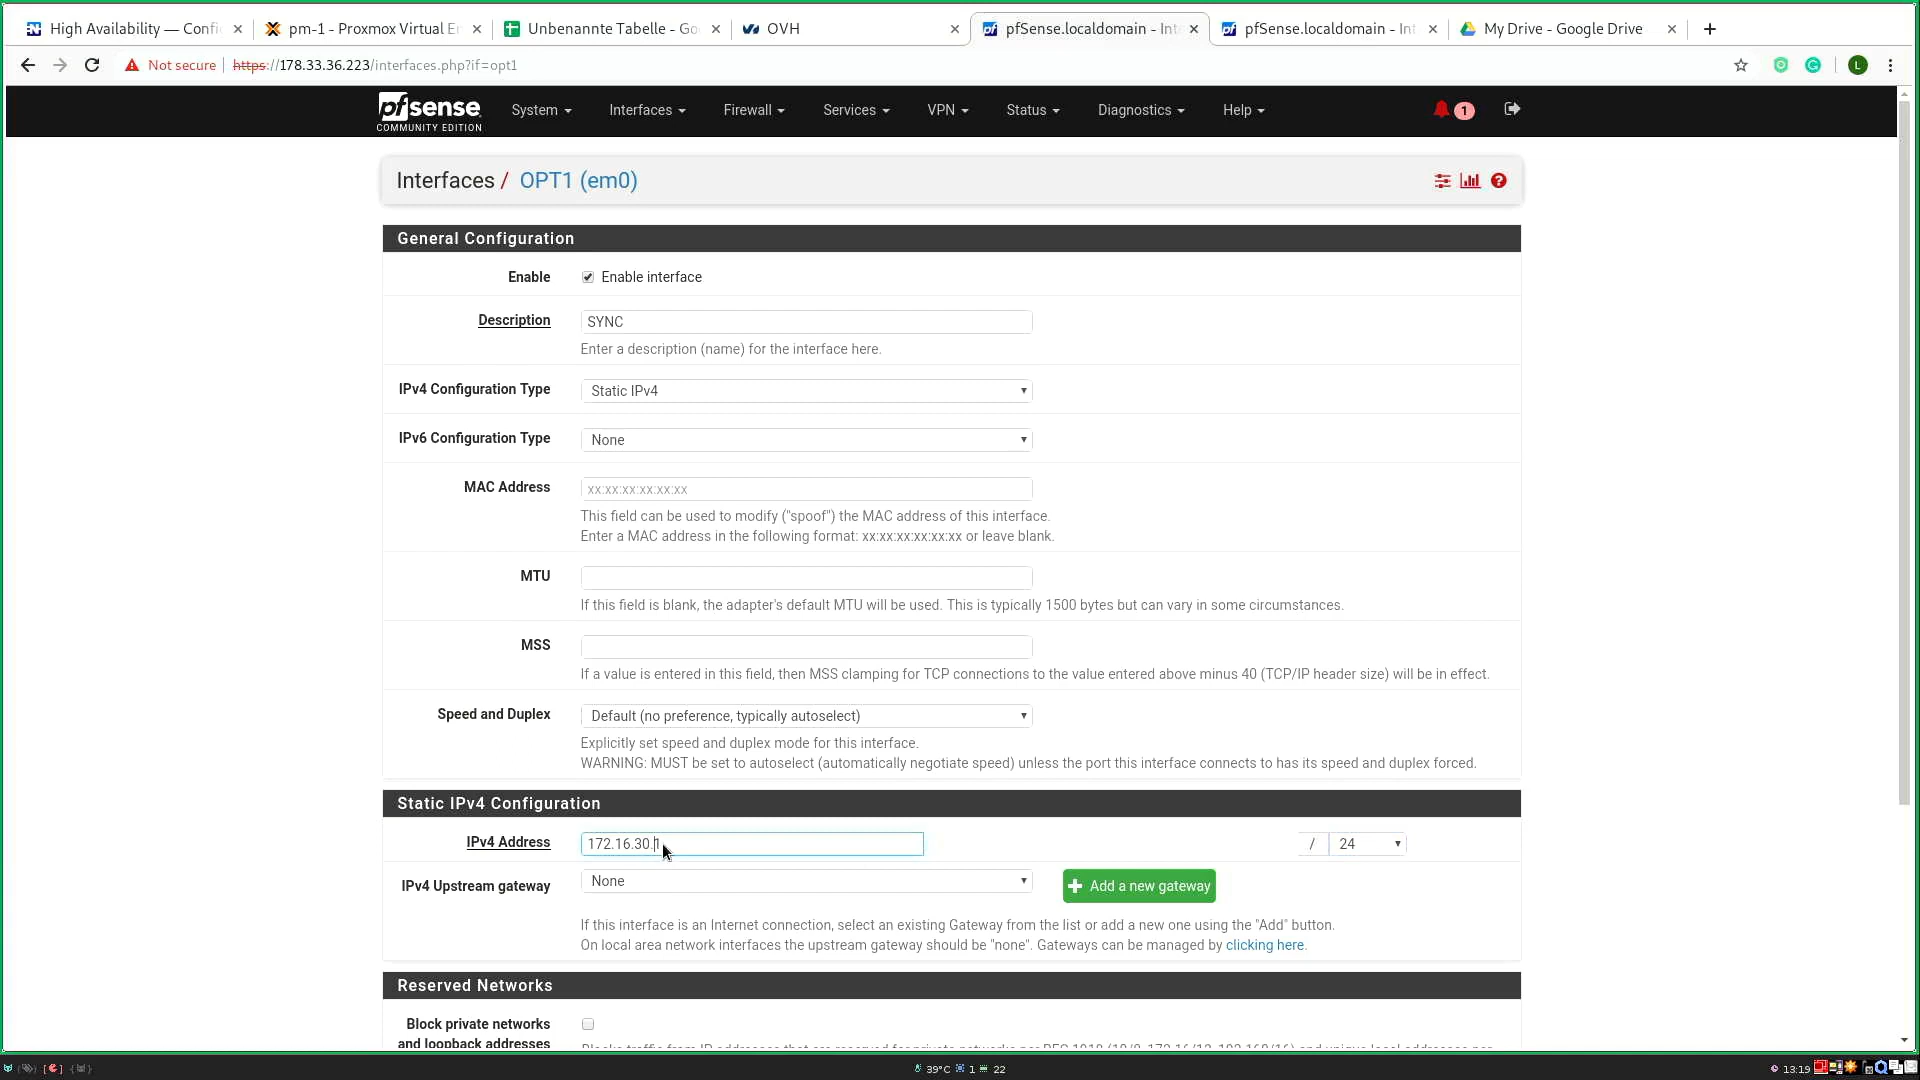 High Availability — Confi
pm-1 - Proxmox Virtual E
Unbenannte Tabelle - Go
OVH
pfSense.localdomain - Int
pfSense.localdomain - Int
My Drive - Google Drive
Not secure
https://178.33.36.223/interfaces.php?if=opt1
L
pfsense
COMMUNITY EDITION
System
Interfaces
Firewall
Services
VPN
Status
Diagnostics
Help
1
Interfaces / OPT1 (em0)
General Configuration
Enable
Enable interface
Description
SYNC
Enter a description (name) for the interface here.
IPv4 Configuration Type
Static IPv4
IPv6 Configuration Type
None
MAC Address
xx:xx:xx:xx:xx:xx
This field can be used to modify ("spoof") the MAC address of this interface.
Enter a MAC address in the following format: xx:xx:xx:xx:xx:xx or leave blank.
MTU
If this field is blank, the adapter's default MTU will be used. This is typically 1500 bytes but can vary in some circumstances.
MSS
If a value is entered in this field, then MSS clamping for TCP connections to the value entered above minus 40 (TCP/IP header size) will be in effect.
Speed and Duplex
Default (no preference, typically autoselect)
Explicitly set speed and duplex mode for this interface.
WARNING: MUST be set to autoselect (automatically negotiate speed) unless the port this interface connects to has its speed and duplex forced.
Static IPv4 Configuration
IPv4 Address
172.16.30.1
/
24
IPv4 Upstream gateway
None
Add a new gateway
If this interface is an Internet connection, select an existing Gateway from the list or add a new one using the "Add" button.
On local area network interfaces the upstream gateway should be "none". Gateways can be managed by clicking here.
Reserved Networks
Block private networks
and loopback addresses
39°C
1
22
13:19